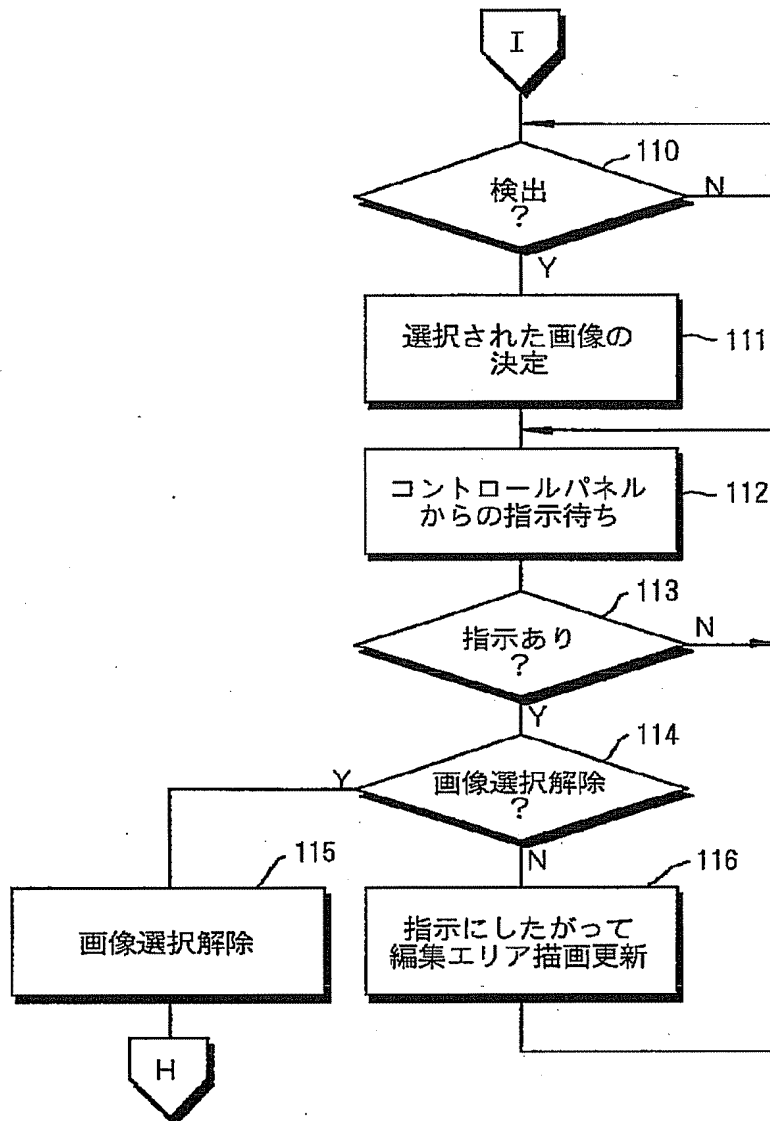 I
110
検出
?
N
Y
選択された画像の
決定
111
コントロールパネル
からの指示待ち
112
113
指示あり
?
N
Y
114
画像選択解除
?
Y
N
115
画像選択解除
116
指示にしたがって
編集エリア描画更新
H